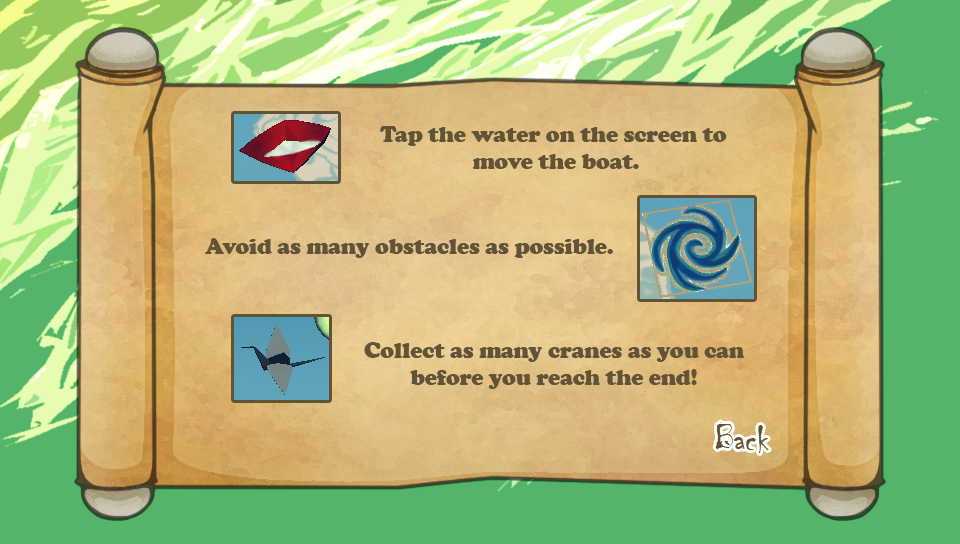 Tap the water on the screen to
move the boat.
Avoid as many obstacles as possible.
Collect as many cranes as you can
before you reach the end!
Back